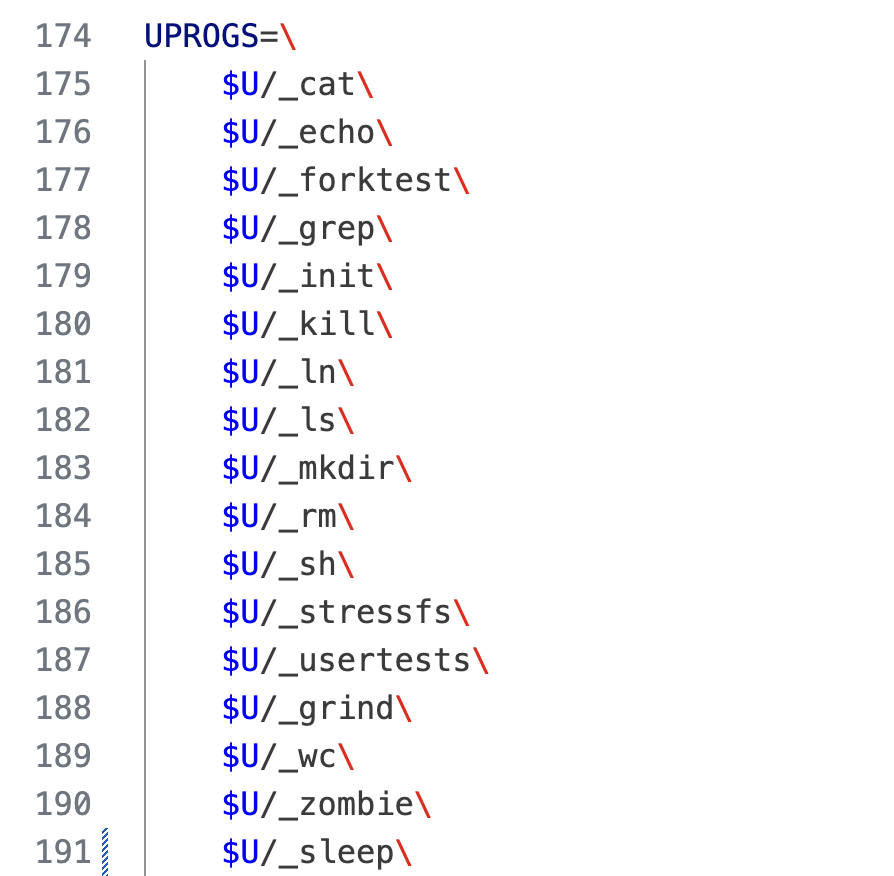 174 UPROGS=\
175 $U/_cat\
176 $U/_echo\
177 $U/_forktest\
178 $U/_grep\
179 $U/_init\
180 $U/_kill\
181 $U/_ln\
182 $U/_ls\
183 $U/_mkdir\
184 $U/_rm\
185 $U/_sh\
186 $U/_stressfs\
187 $U/_usertests\
188 $U/_grind\
189 $U/_wc\
190 $U/_zombie\
191 $U/_sleep\